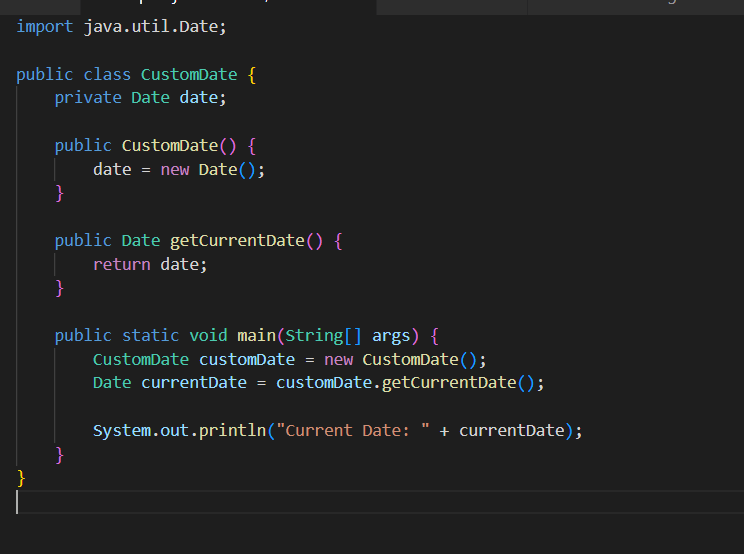 import java.util.Date;
public class CustomDate {
private Date date;
public CustomDate() {
date = new Date();
}
public Date getCurrentDate() {
return date;
}
public static void main(String[] args) {
CustomDate customDate = new CustomDate();
Date currentDate = customDate.getCurrentDate();
System.out.println("Current Date: " + currentDate);
}
}